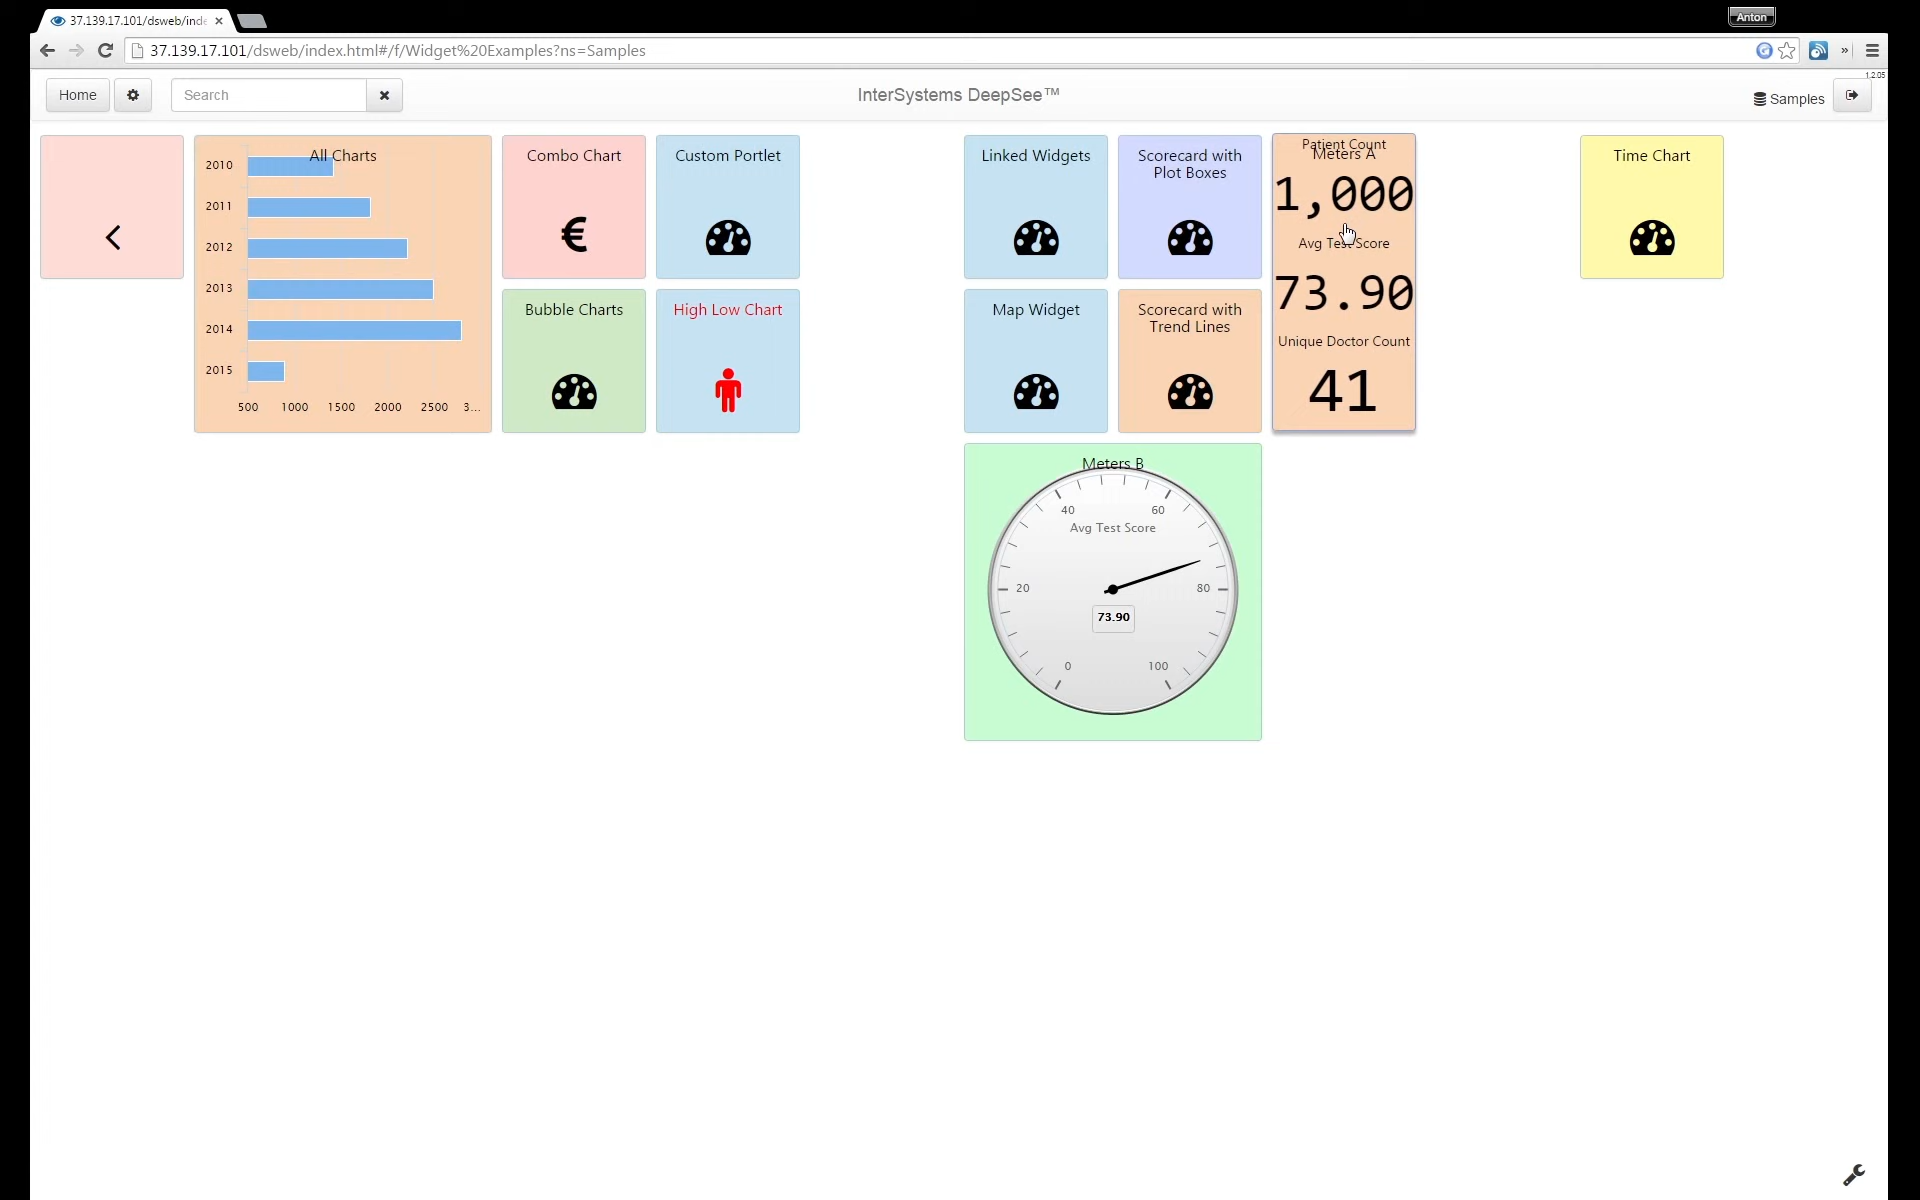 Anton
37.139.17.101/dsweb/inde
37.139.17.101/dsweb/index.html#/f/Widget%20Examples?ns=Samples
1.2.05
Home
Search
InterSystems DeepSee™
Samples
All Charts
2010
2011
2012
2013
2014
2015
500 1000 1500 2000 2500 3...
Combo Chart
€
Custom Portlet
Bubble Charts
High Low Chart
Linked Widgets
Scorecard with
Plot Boxes
Map Widget
Scorecard with
Trend Lines
Patient Count
Meters A
1,000
Avg Test Score
73.90
Unique Doctor Count
41
Time Chart
Meters B
40 60
Avg Test Score
20 80
73.90
0 100